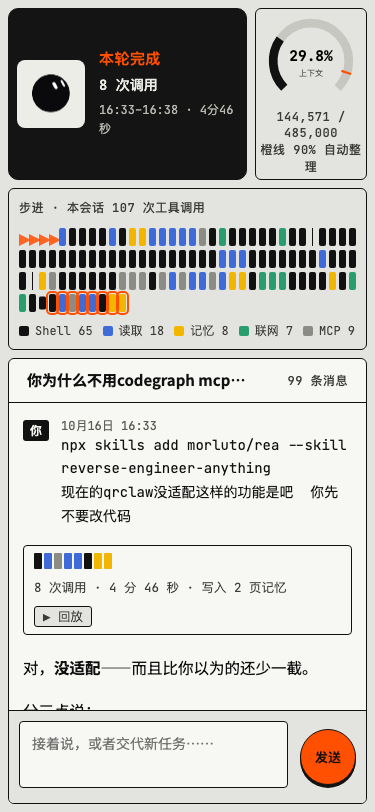 本轮完成
8 次调用
16:33–16:38 · 4分46
秒
29.8%
上下文
144,571 /
485,000
橙线 90% 自动整
理
步进 · 本会话 107 次工具调用
Shell 65 读取 18 记忆 8 联网 7 MCP 9
你为什么不用codegraph mcp… 99 条消息
你
10月16日 16:33
npx skills add morluto/rea --skill
reverse-engineer-anything
现在的qrclaw没适配这样的功能是吧 你先
不要改代码
8 次调用 · 4 分 46 秒 · 写入 2 页记忆
▶ 回放
对，没适配——而且比你以为的还少一截。
分三点说：
接着说，或者交代新任务……
发送